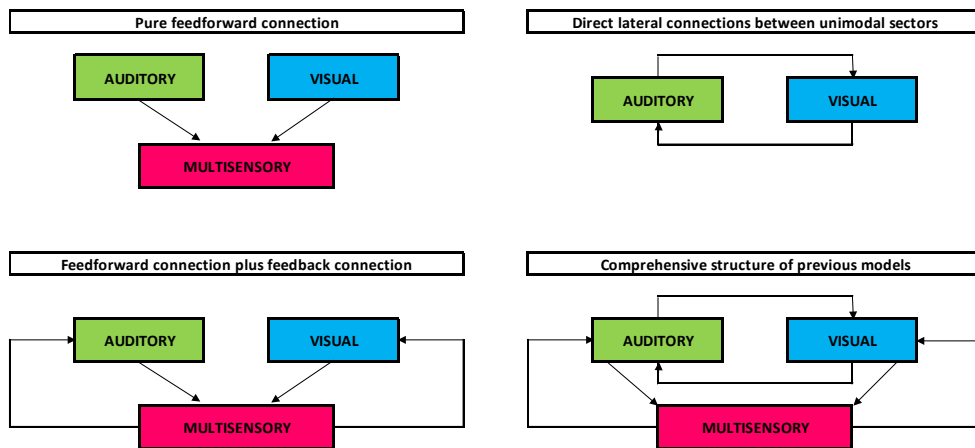 Pure feedforward connection
AUDITORY
VISUAL
MULTISENSORY
Direct lateral connections between unimodal sectors
AUDITORY
VISUAL
Feedforward connection plus feedback connection
AUDITORY
VISUAL
MULTISENSORY
Comprehensive structure of previous models
AUDITORY
VISUAL
MULTISENSORY